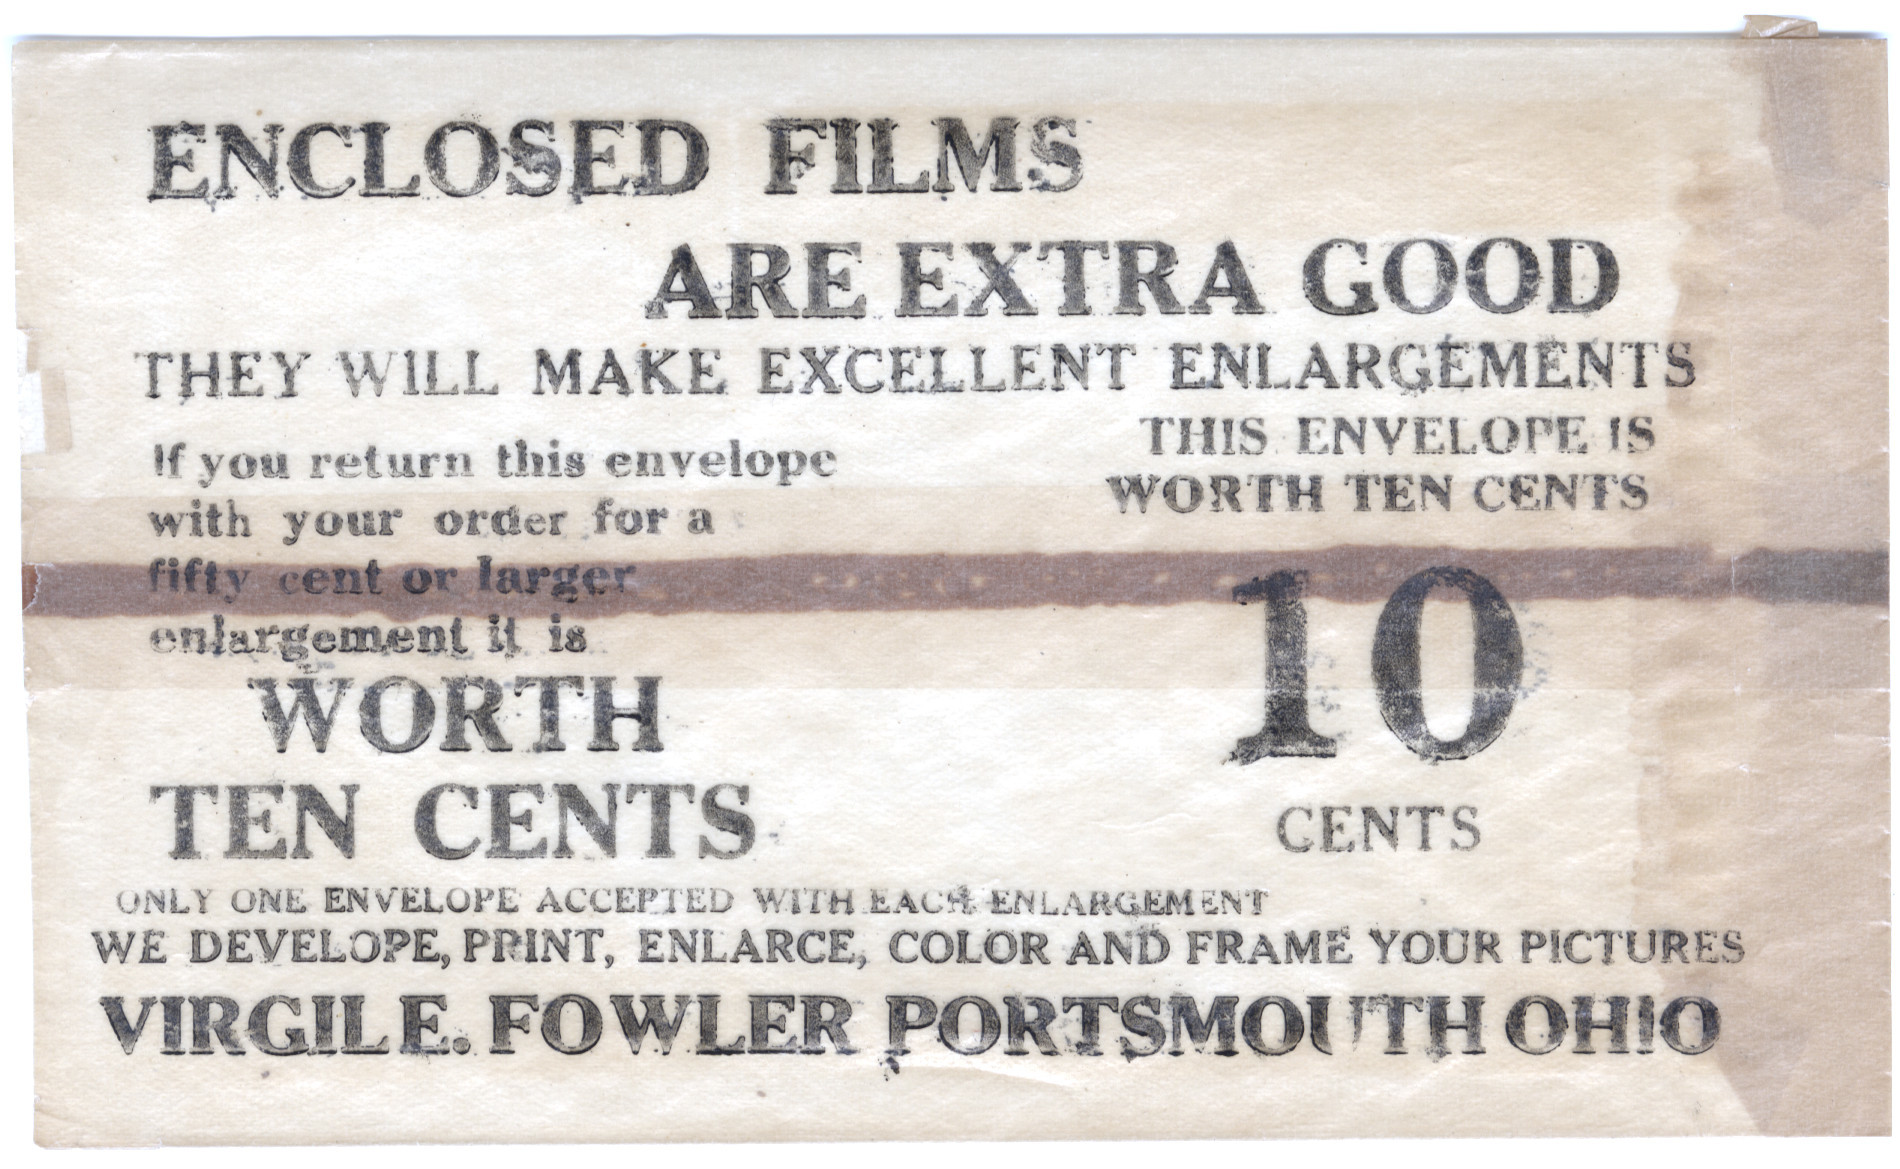 ENCLOSED FILMS
ARE EXTRA GOOD
THEY WILL MAKE EXCELLENT ENLARGEMENTS
If you return this envelope
with your order for a
fifty cent or larger
enlargement it is
WORTH
TEN CENTS
THIS ENVELOPE IS
WORTH TEN CENTS
10
CENTS
ONLY ONE ENVELOPE ACCEPTED WITH EACH ENLARGEMENT
WE DEVELOPE, PRINT, ENLARCE, COLOR AND FRAME YOUR PICTURES
VIRGIL E. FOWLER PORTSMOUTH OHIO